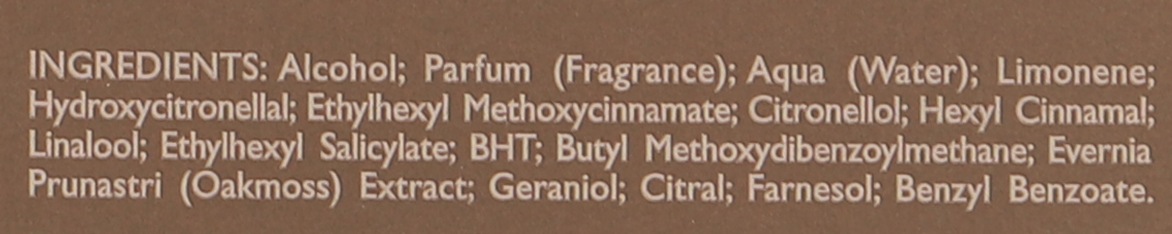 INGREDIENTS: Alcohol; Parfum (Fragrance); Aqua (Water); Limonene;
Hydroxycitronellal; Ethylhexyl Methoxycinnamate; Citronellol; Hexyl Cinnamal;
Linalool; Ethylhexyl Salicylate; BHT; Butyl Methoxydibenzoylmethane; Evernia
Prunastri (Oakmoss) Extract; Geraniol; Citral; Farnesol; Benzyl Benzoate.